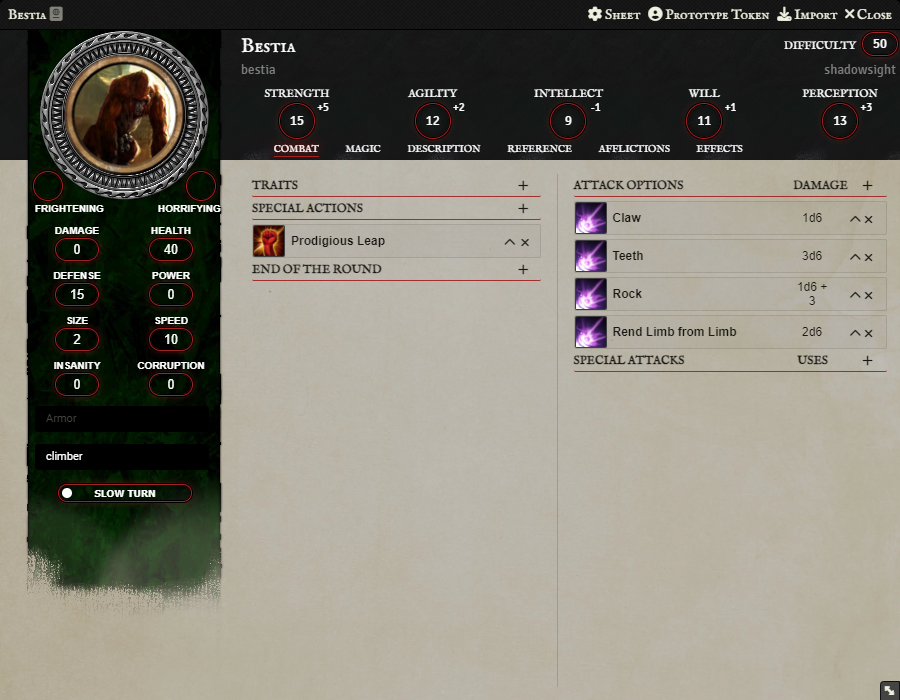 Bestia Sheet Prototype Token Import Close
Bestia DIFFICULTY 50
bestia shadowsight
STRENGTH AGILITY INTELLECT WILL PERCEPTION
15 +5 12 +2 9 -1 11 +1 13 +3
COMBAT MAGIC DESCRIPTION REFERENCE AFFLICTIONS EFFECTS
FRIGHTENING HORRIFYING
DAMAGE HEALTH
0 40
DEFENSE POWER
15 0
SIZE SPEED
2 10
INSANITY CORRUPTION
0 0
Armor
climber
SLOW TURN
TRAITS +
SPECIAL ACTIONS +
Prodigious Leap
END OF THE ROUND +
ATTACK OPTIONS DAMAGE +
Claw 1d6
Teeth 3d6
Rock 1d6 +
3
Rend Limb from Limb 2d6
SPECIAL ATTACKS USES +